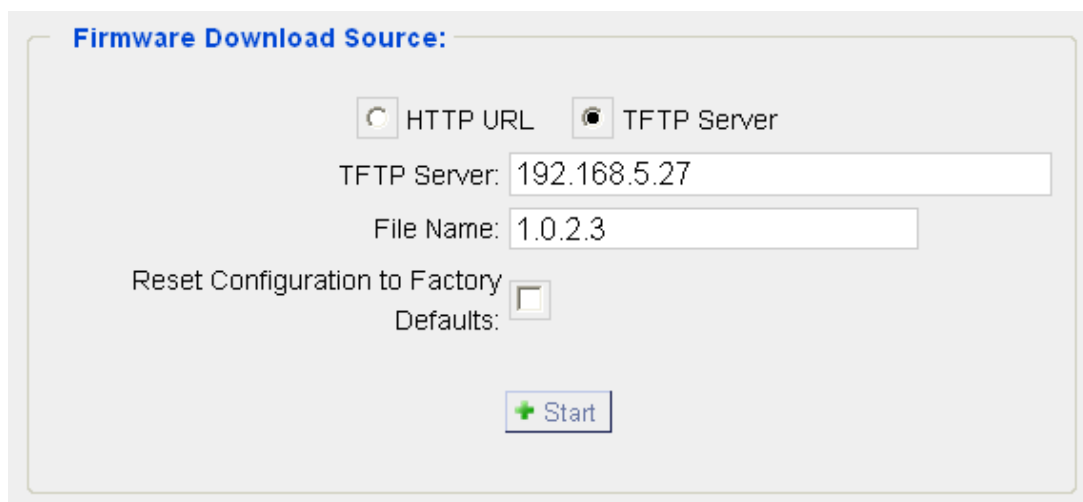 Firmware Download Source:
HTTP URL TFTP Server
TFTP Server: 192.168.5.27
File Name: 1.0.2.3
Reset Configuration to Factory
Defaults:
Start